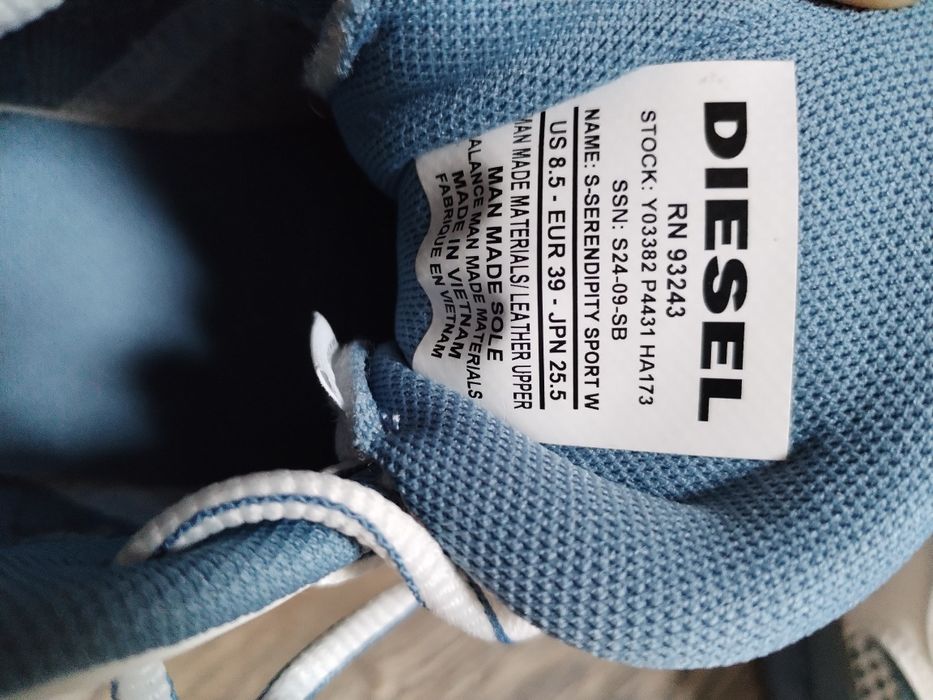 DIESEL
RN 93243
STOCK: Y03382 P4431 HA173
SSN: S24-09-SB
NAME: S-SERENDIPITY SPORT W
US 8.5 - EUR 39 - JPN 25.5
MAN MADE MATERIALS/ LEATHER UPPER
MAN MADE SOLE
ALANCE MAN MADE MATERIALS
MADE IN VIETNAM
FABRIQUE EN VIETNAM